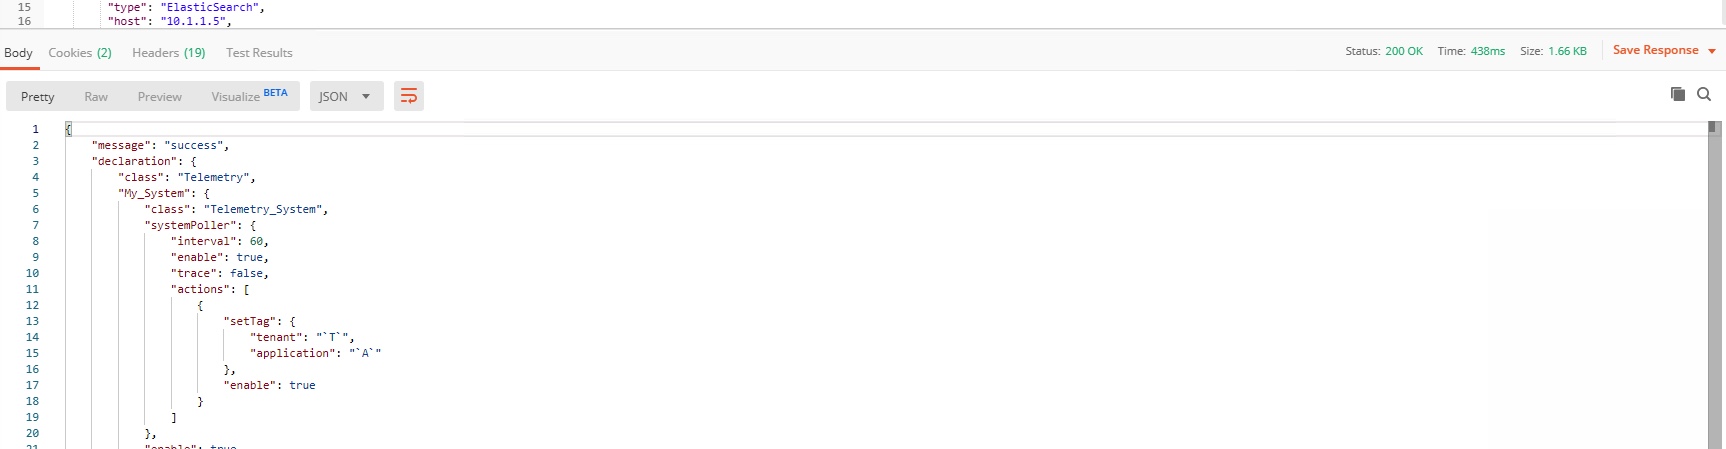 15 "type": "ElasticSearch",
16 "host": "10.1.1.5",
Body Cookies (2) Headers (19) Test Results Status: 200 OK Time: 438ms Size: 1.66 KB Save Response
Pretty Raw Preview Visualize BETA JSON
1 {
2 "message": "success",
3 "declaration": {
4 "class": "Telemetry",
5 "My_System": {
6 "class": "Telemetry_System",
7 "systemPoller": {
8 "interval": 60,
9 "enable": true,
10 "trace": false,
11 "actions": [
12 {
13 "setTag": {
14 "tenant": "`T`",
15 "application": "`A`"
16 },
17 "enable": true
18 }
19 ]
20 },
21 "enable": true